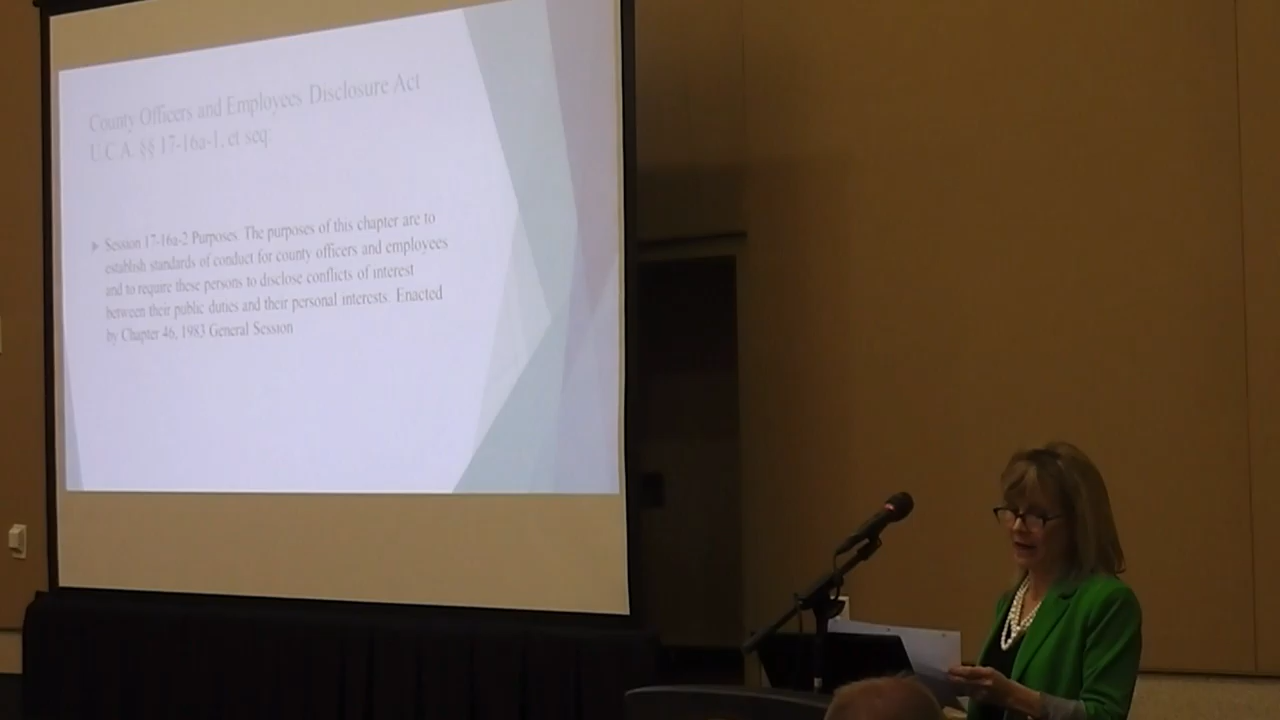 County Officers and Employees Disclosure Act
U.C.A. §§ 17-16a-1, et seq.
Session 17-16a-2 Purposes. The purposes of this chapter are to
establish standards of conduct for county officers and employees
and to require these persons to disclose conflicts of interest
between their public duties and their personal interests. Enacted
by Chapter 46, 1983 General Session